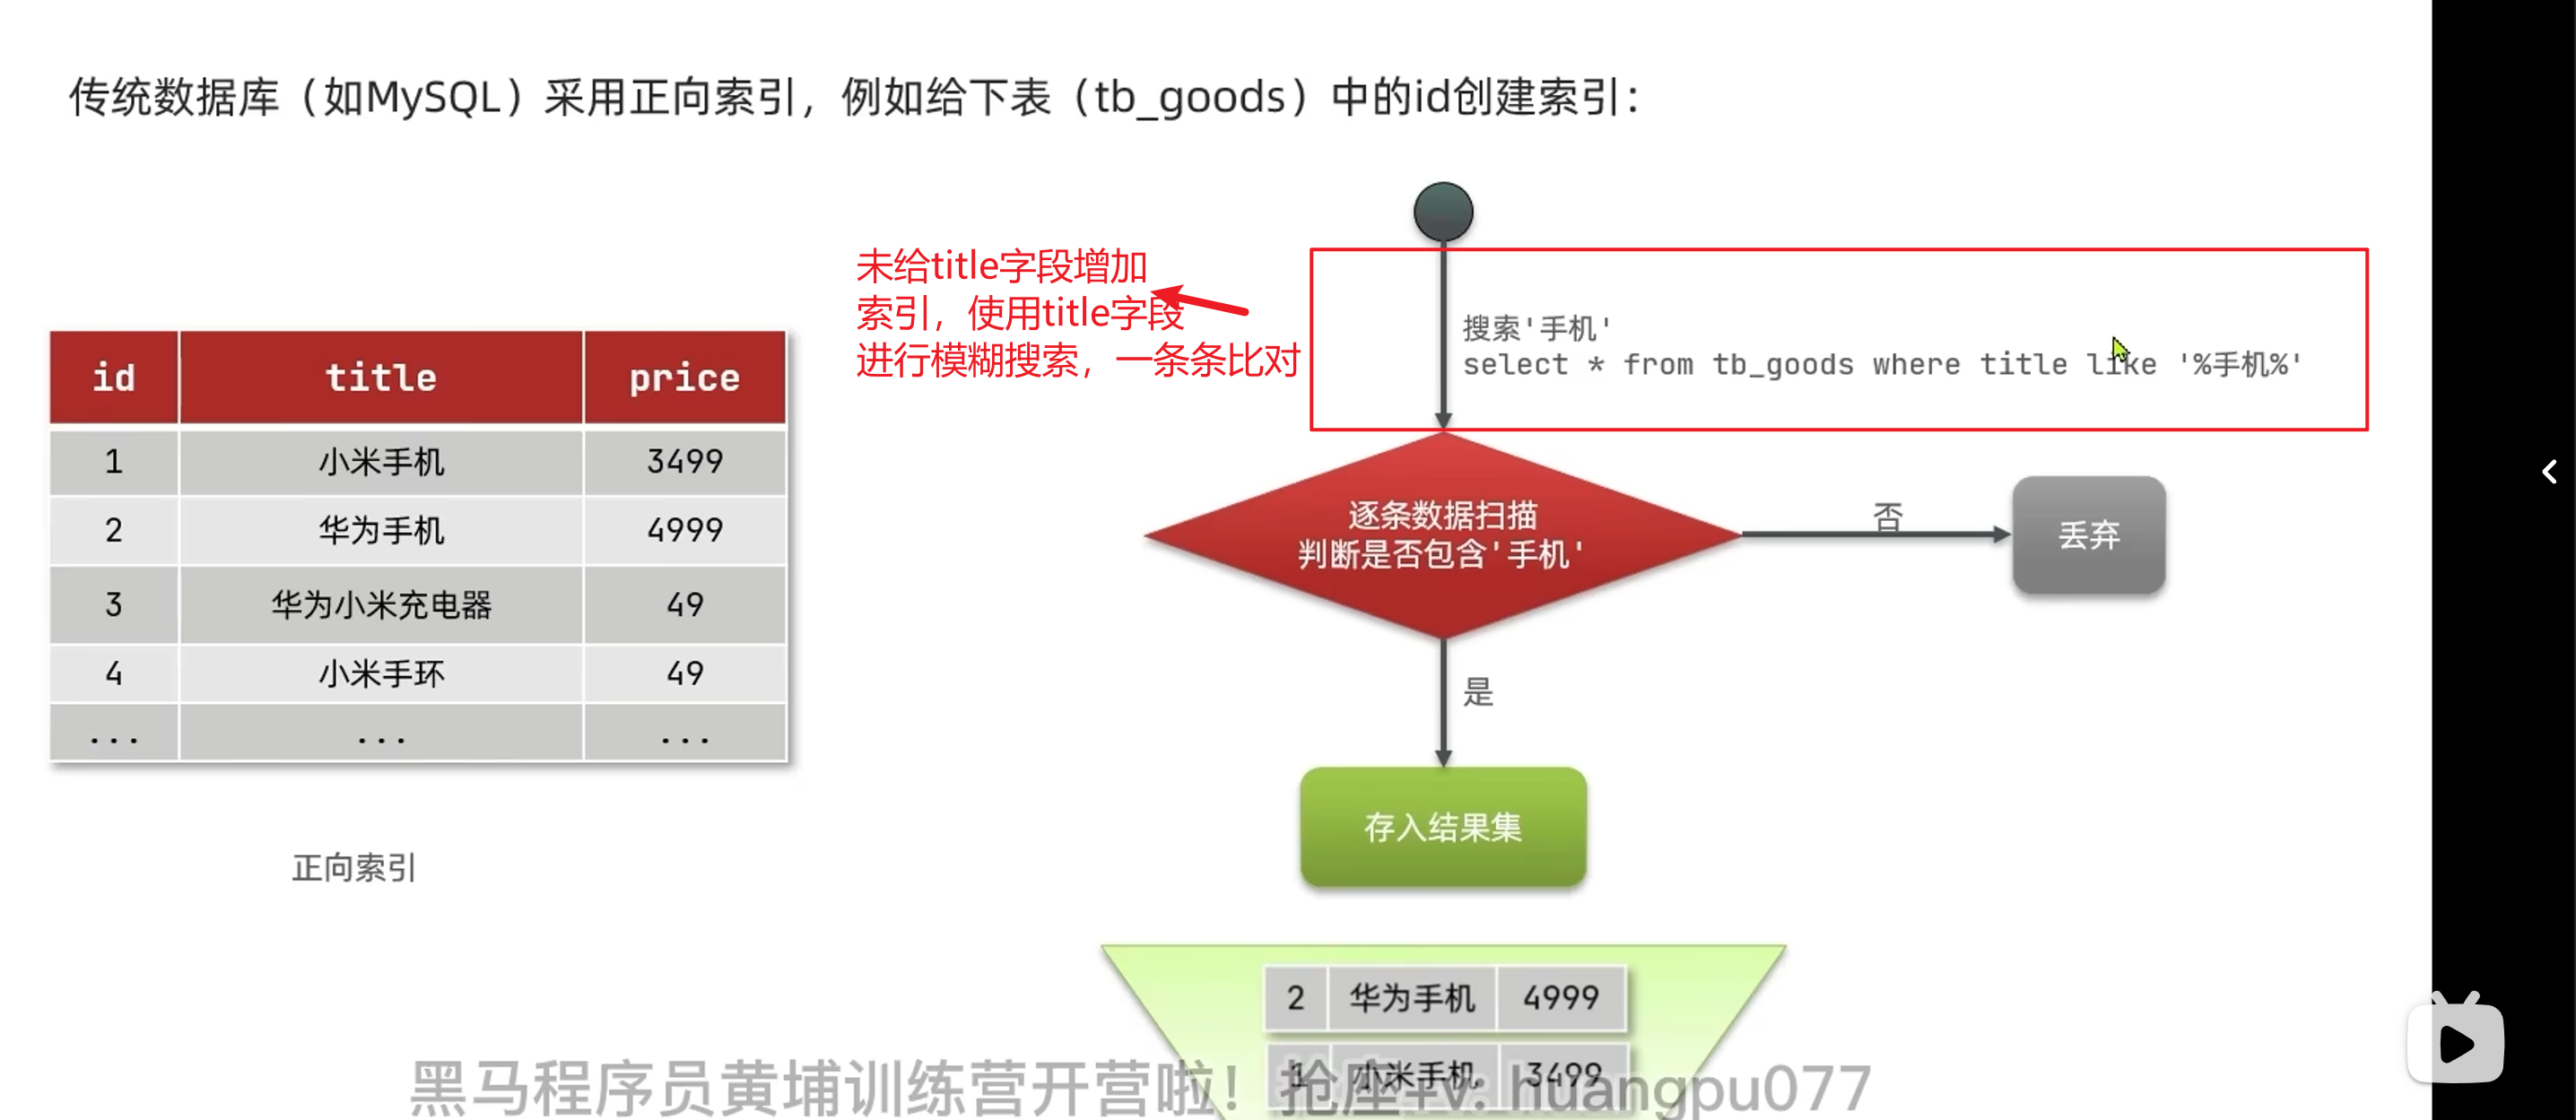 传统数据库（如MySQL）采用正向索引，例如给下表（tb_goods）中的id创建索引：
未给title字段增加
索引，使用title字段
进行模糊搜索，一条条比对
搜索'手机'
select * from tb_goods where title like '%手机%'
id title price
1 小米手机 3499
2 华为手机 4999
3 华为小米充电器 49
4 小米手环 49
... ... ...
正向索引
逐条数据扫描
判断是否包含'手机'
否
丢弃
是
存入结果集
2 华为手机 4999
1 小米手机 3499
黑马程序员黄埔训练营开营啦！抢座+v: huangpu077